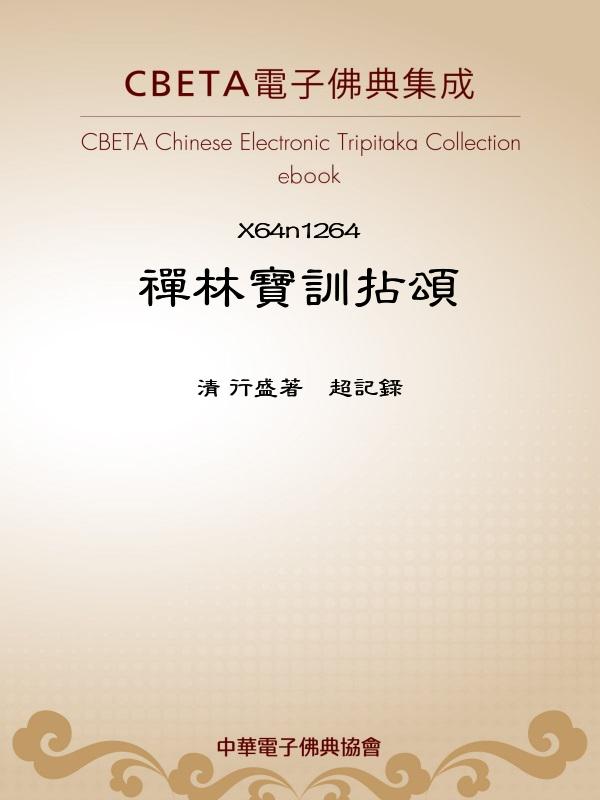 CBETA電子佛典集成
CBETA Chinese Electronic Tripitaka Collection
ebook
X64n1264
禪林寶訓拈頌
清 行盛著　超記錄
中華電子佛典協會